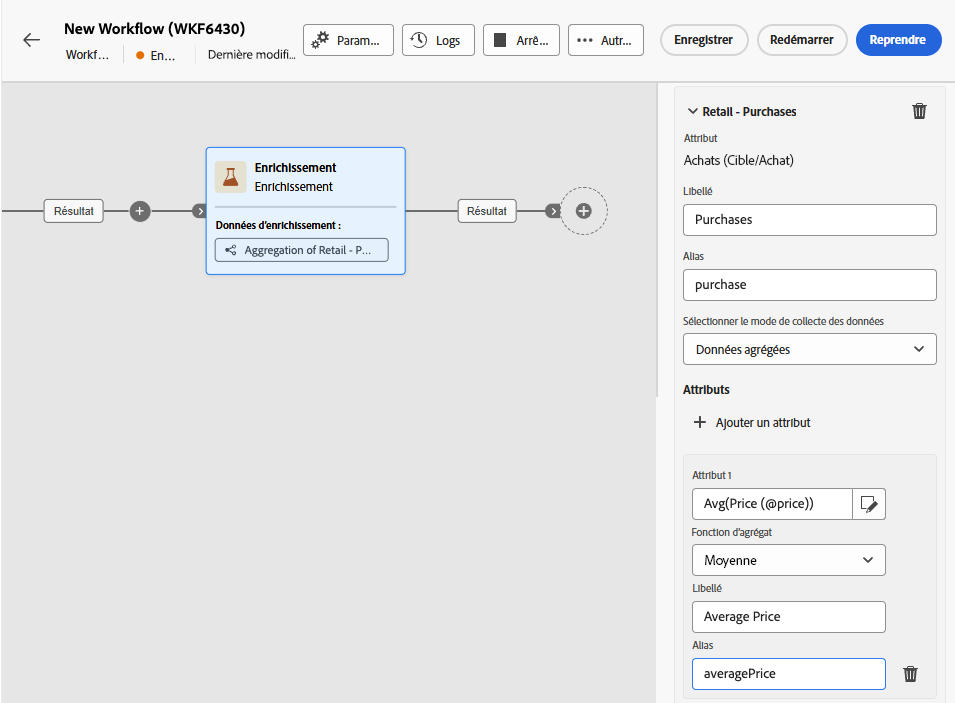 New Workflow (WKF6430)
Workf...
En...
Dernière modifi...
Param...
Logs
Arrê...
Autr...
Enregistrer
Redémarrer
Reprendre
Résultat
Enrichissement
Enrichissement
Données d'enrichissement :
Aggregation of Retail - P...
Résultat
Retail - Purchases
Attribut
Achats (Cible/Achat)
Libellé
Purchases
Alias
purchase
Sélectionner le mode de collecte des données
Données agrégées
Attributs
Ajouter un attribut
Attribut 1
Avg(Price (@price))
Fonction d'agrégat
Moyenne
Libellé
Average Price
Alias
averagePrice